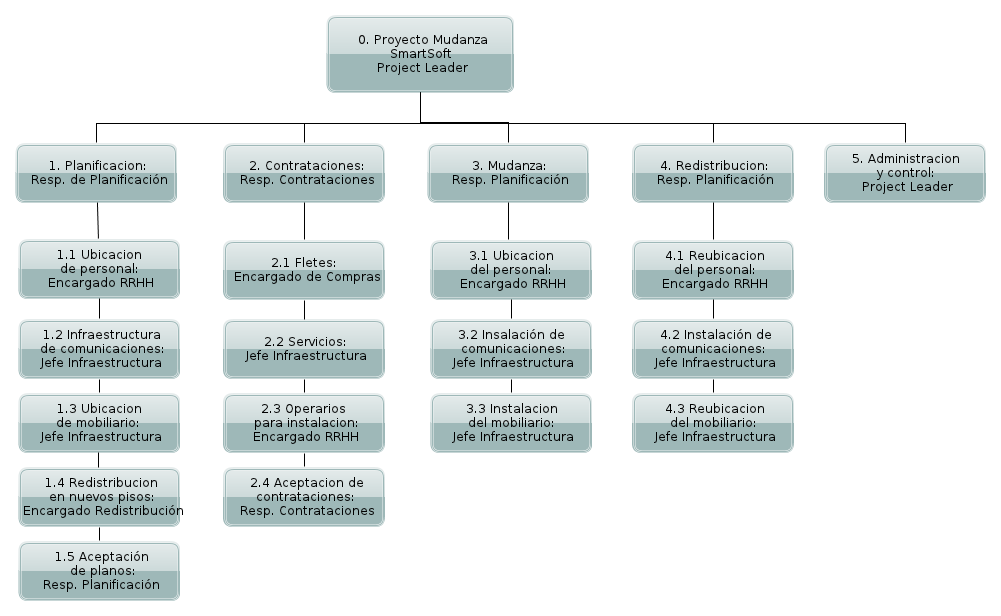 0. Proyecto Mudanza
SmartSoft
Project Leader
1. Planificacion:
Resp. de Planificación
2. Contrataciones:
Resp. Contrataciones
3. Mudanza:
Resp. Planificación
4. Redistribucion:
Resp. Planificación
5. Administracion
y control:
Project Leader
1.1 Ubicacion
de personal:
Encargado RRHH
2.1 Fletes:
Encargado de Compras
3.1 Ubicacion
del personal:
Encargado RRHH
4.1 Reubicacion
del personal:
Encargado RRHH
1.2 Infraestructura
de comunicaciones:
Jefe Infraestructura
2.2 Servicios:
Jefe Infraestructura
3.2 Insalación de
comunicaciones:
Jefe Infraestructura
4.2 Instalación de
comunicaciones:
Jefe Infraestructura
1.3 Ubicacion
de mobiliario:
Jefe Infraestructura
2.3 Operarios
para instalacion:
Encargado RRHH
3.3 Instalacion
del mobiliario:
Jefe Infraestructura
4.3 Reubicacion
del mobiliario:
Jefe Infraestructura
1.4 Redistribucion
en nuevos pisos:
Encargado Redistribución
2.4 Aceptacion de
contrataciones:
Resp. Contrataciones
1.5 Aceptación
de planos:
Resp. Planificación